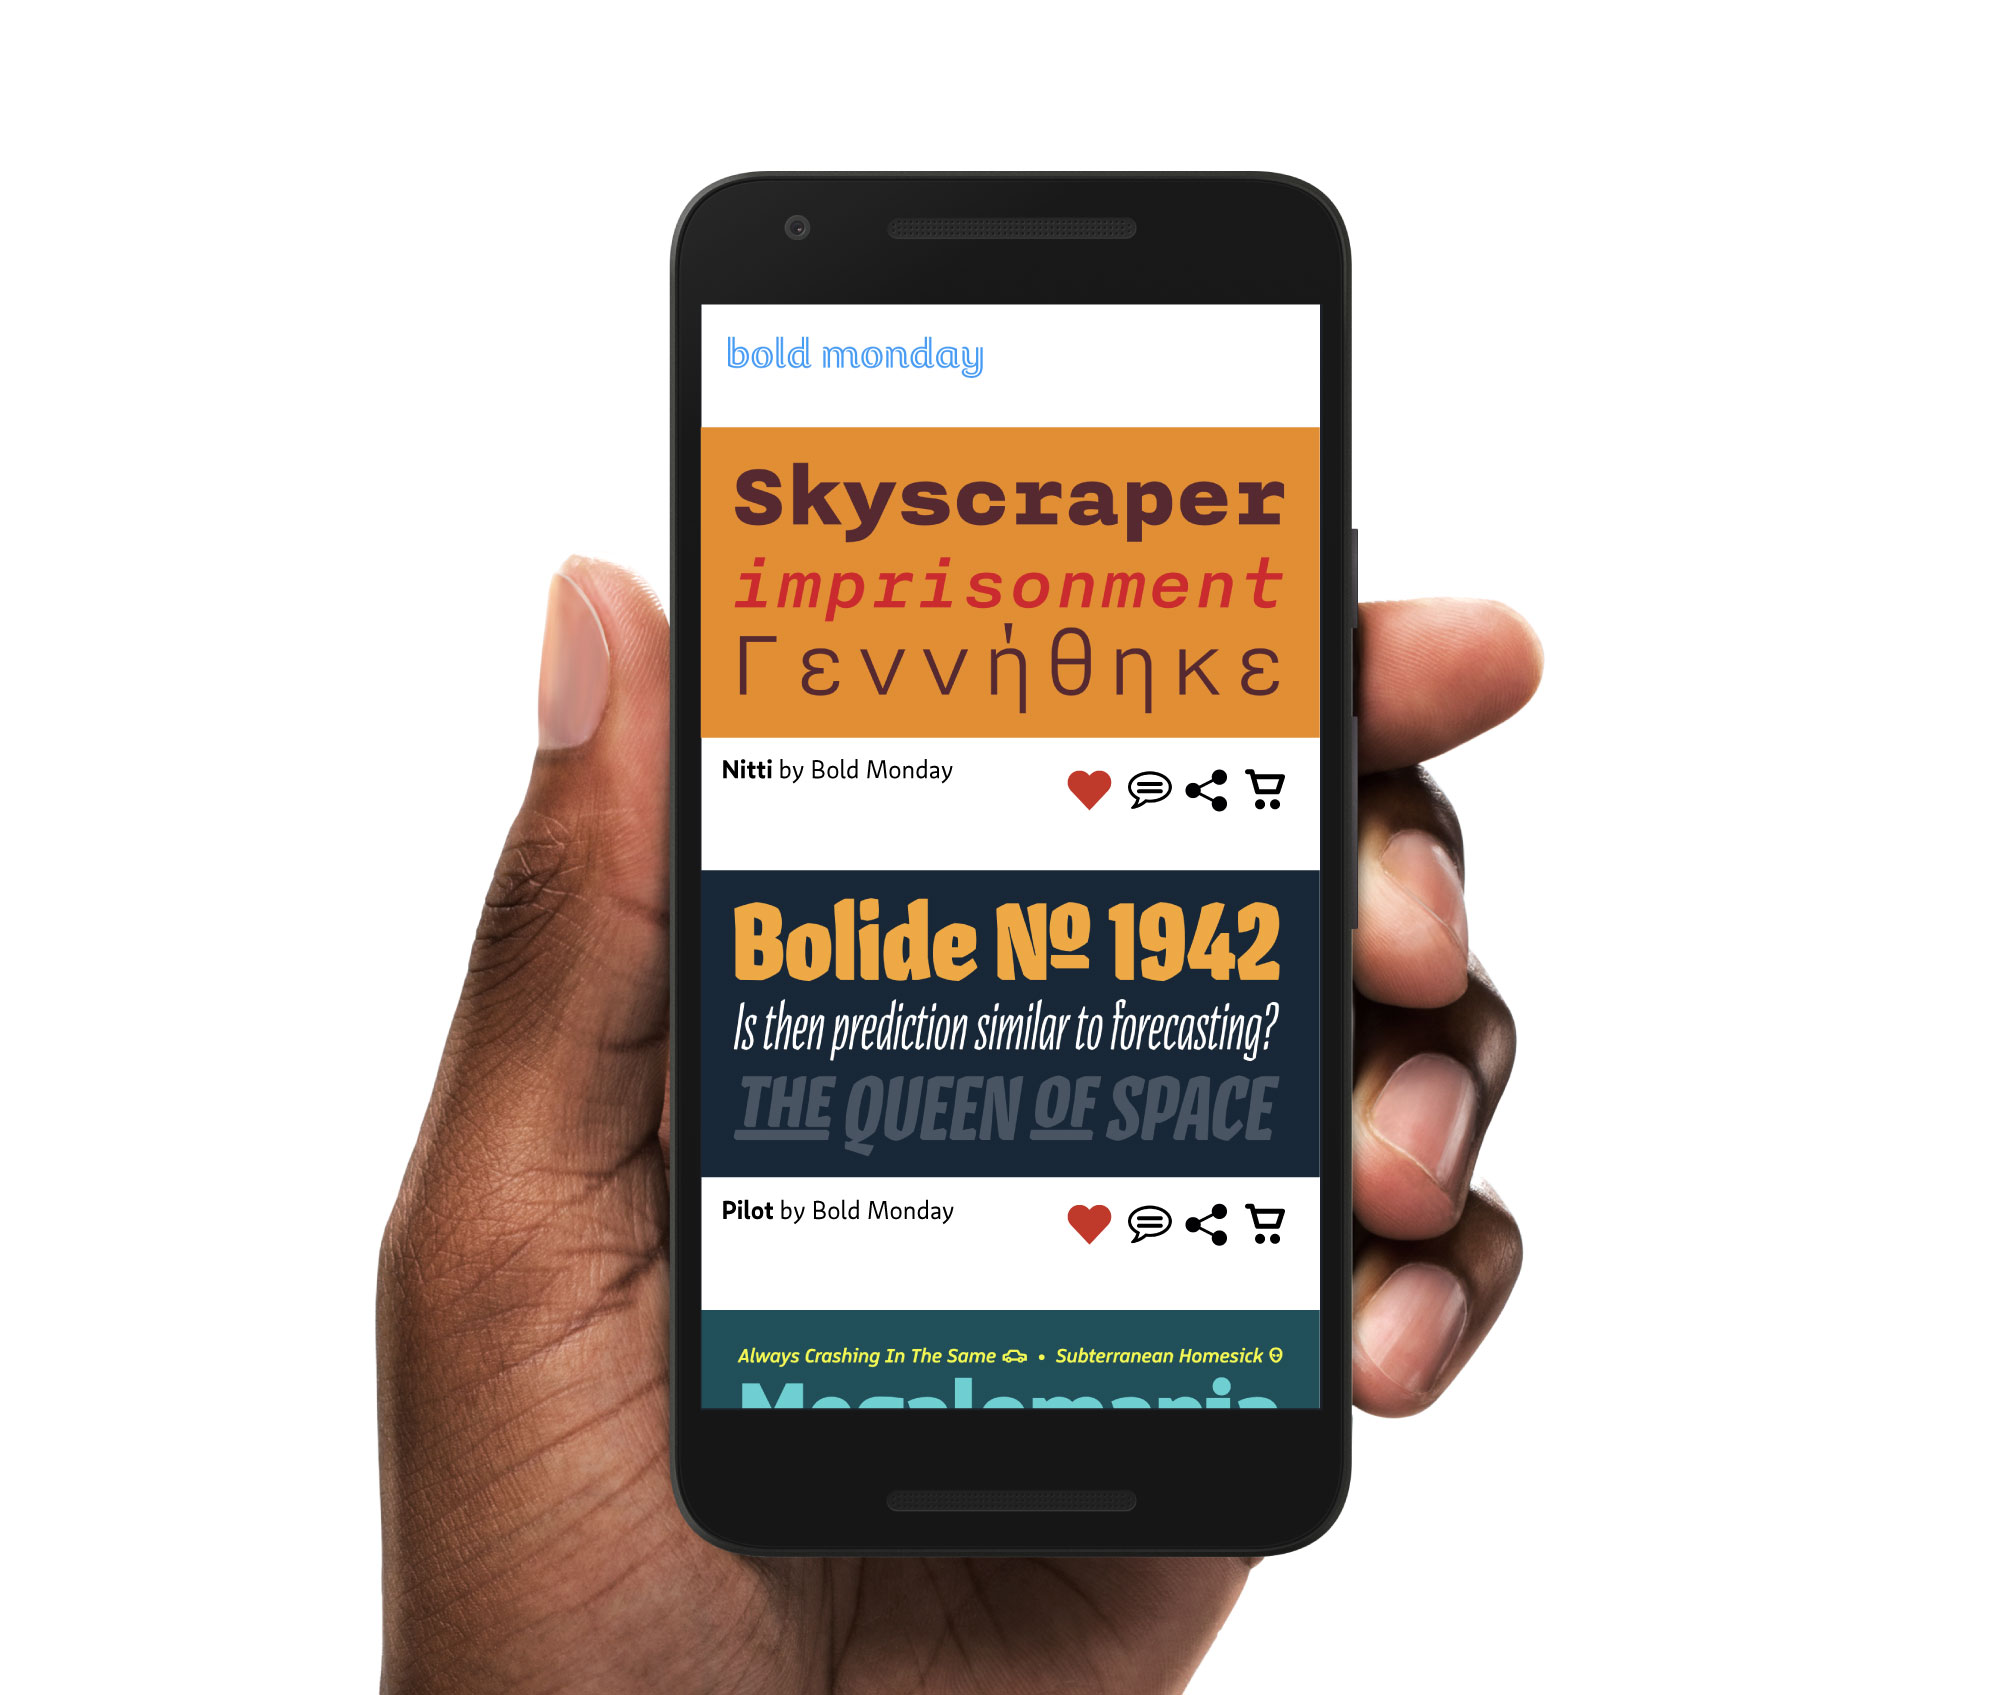 bold monday
Skyscraper
imprisonment
Γεννήθηκε
Nitti by Bold Monday
Bolide Nº 1942
Is then prediction similar to forecasting?
THE QUEEN OF SPACE
Pilot by Bold Monday
Always Crashing In The Same • Subterranean Homesick
Megalomania